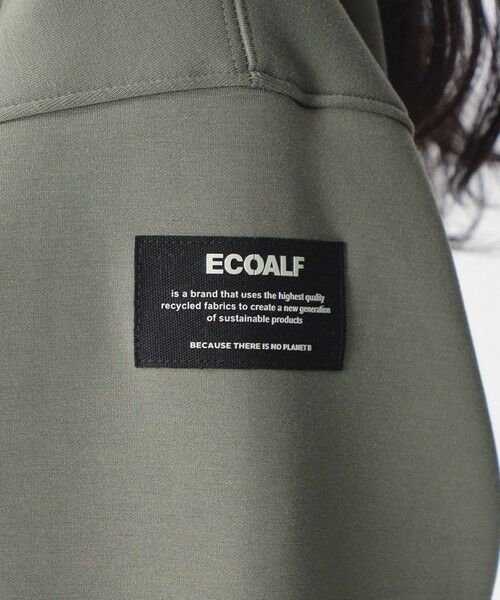 ECOALF
is a brand that uses the highest quality
recycled fabrics to create a new generation
of sustainable products
BECAUSE THERE IS NO PLANET B